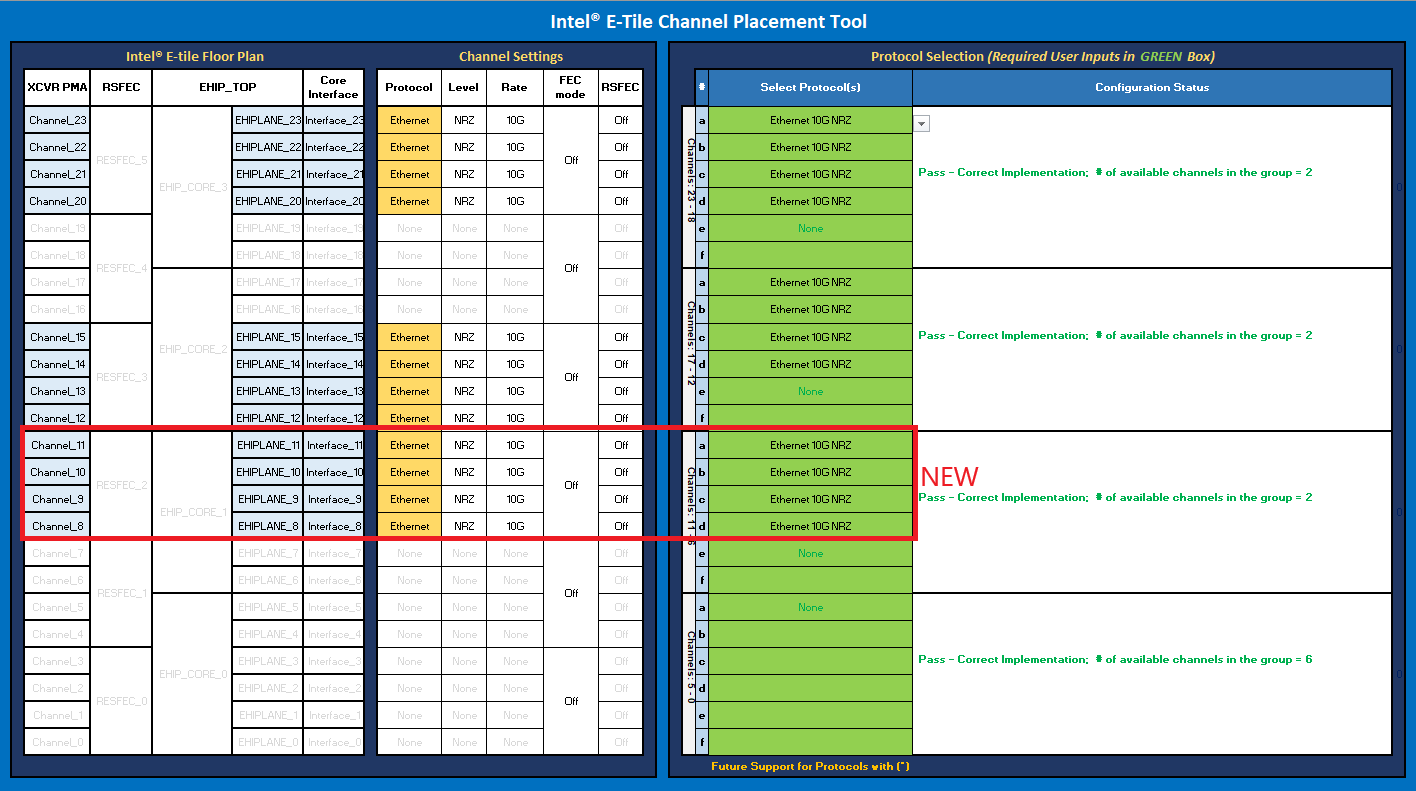 Intel® E-Tile Channel Placement Tool
Intel® E-tile Floor Plan Channel Settings Protocol Selection (Required User Inputs in GREEN Box)
XCVR PMA RSFEC EHIP_TOP Core Interface Protocol Level Rate FEC mode RSFEC # Select Protocol(s) Configuration Status
Channel_23 EHIPLANE_23 Interface_23 Ethernet NRZ 10G Off a Ethernet 10G NRZ
Channel_22 EHIPLANE_22 Interface_22 Ethernet NRZ 10G Off b Ethernet 10G NRZ
RESFEC_5 Off
Channel_21 EHIPLANE_21 Interface_21 Ethernet NRZ 10G Off c Ethernet 10G NRZ
Pass - Correct Implementation; # of available channels in the group = 2
EHIP_CORE_3 Channels: 23 - 18 0
Channel_20 EHIPLANE_20 Interface_20 Ethernet NRZ 10G Off d Ethernet 10G NRZ
Channel_19 EHIPLANE_19 Interface_19 None None None Off e None
Channel_18 EHIPLANE_18 Interface_18 None None None Off f
RESFEC_4 Off
Channel_17 EHIPLANE_17 Interface_17 None None None Off a Ethernet 10G NRZ
Channel_16 EHIPLANE_16 Interface_16 None None None Off b Ethernet 10G NRZ
Channel_15 EHIPLANE_15 Interface_15 Ethernet NRZ 10G Off c Ethernet 10G NRZ
Pass - Correct Implementation; # of available channels in the group = 2
EHIP_CORE_2 Channels: 17 - 12 0
Channel_14 EHIPLANE_14 Interface_14 Ethernet NRZ 10G Off d Ethernet 10G NRZ
RESFEC_3 Off
Channel_13 EHIPLANE_13 Interface_13 Ethernet NRZ 10G Off e None
Channel_12 EHIPLANE_12 Interface_12 Ethernet NRZ 10G Off f
Channel_11 EHIPLANE_11 Interface_11 Ethernet NRZ 10G Off a Ethernet 10G NRZ
Channel_10 EHIPLANE_10 Interface_10 Ethernet NRZ 10G Off b Ethernet 10G NRZ
NEW
RESFEC_2 Off
Channel_9 EHIPLANE_9 Interface_9 Ethernet NRZ 10G Off c Ethernet 10G NRZ
Pass - Correct Implementation; # of available channels in the group = 2
EHIP_CORE_1 Channels: 11 - 6 0
Channel_8 EHIPLANE_8 Interface_8 Ethernet NRZ 10G Off d Ethernet 10G NRZ
Channel_7 EHIPLANE_7 Interface_7 None None None Off e None
Channel_6 EHIPLANE_6 Interface_6 None None None Off f
RESFEC_1 Off
Channel_5 EHIPLANE_5 Interface_5 None None None Off a None
Channel_4 EHIPLANE_4 Interface_4 None None None Off b
Channel_3 EHIPLANE_3 Interface_3 None None None Off c
Pass - Correct Implementation; # of available channels in the group = 6
EHIP_CORE_0 Channels: 5 - 0 0
Channel_2 EHIPLANE_2 Interface_2 None None None Off d
RESFEC_0 Off
Channel_1 EHIPLANE_1 Interface_1 None None None Off e
Channel_0 EHIPLANE_0 Interface_0 None None None Off f
Future Support for Protocols with (*)